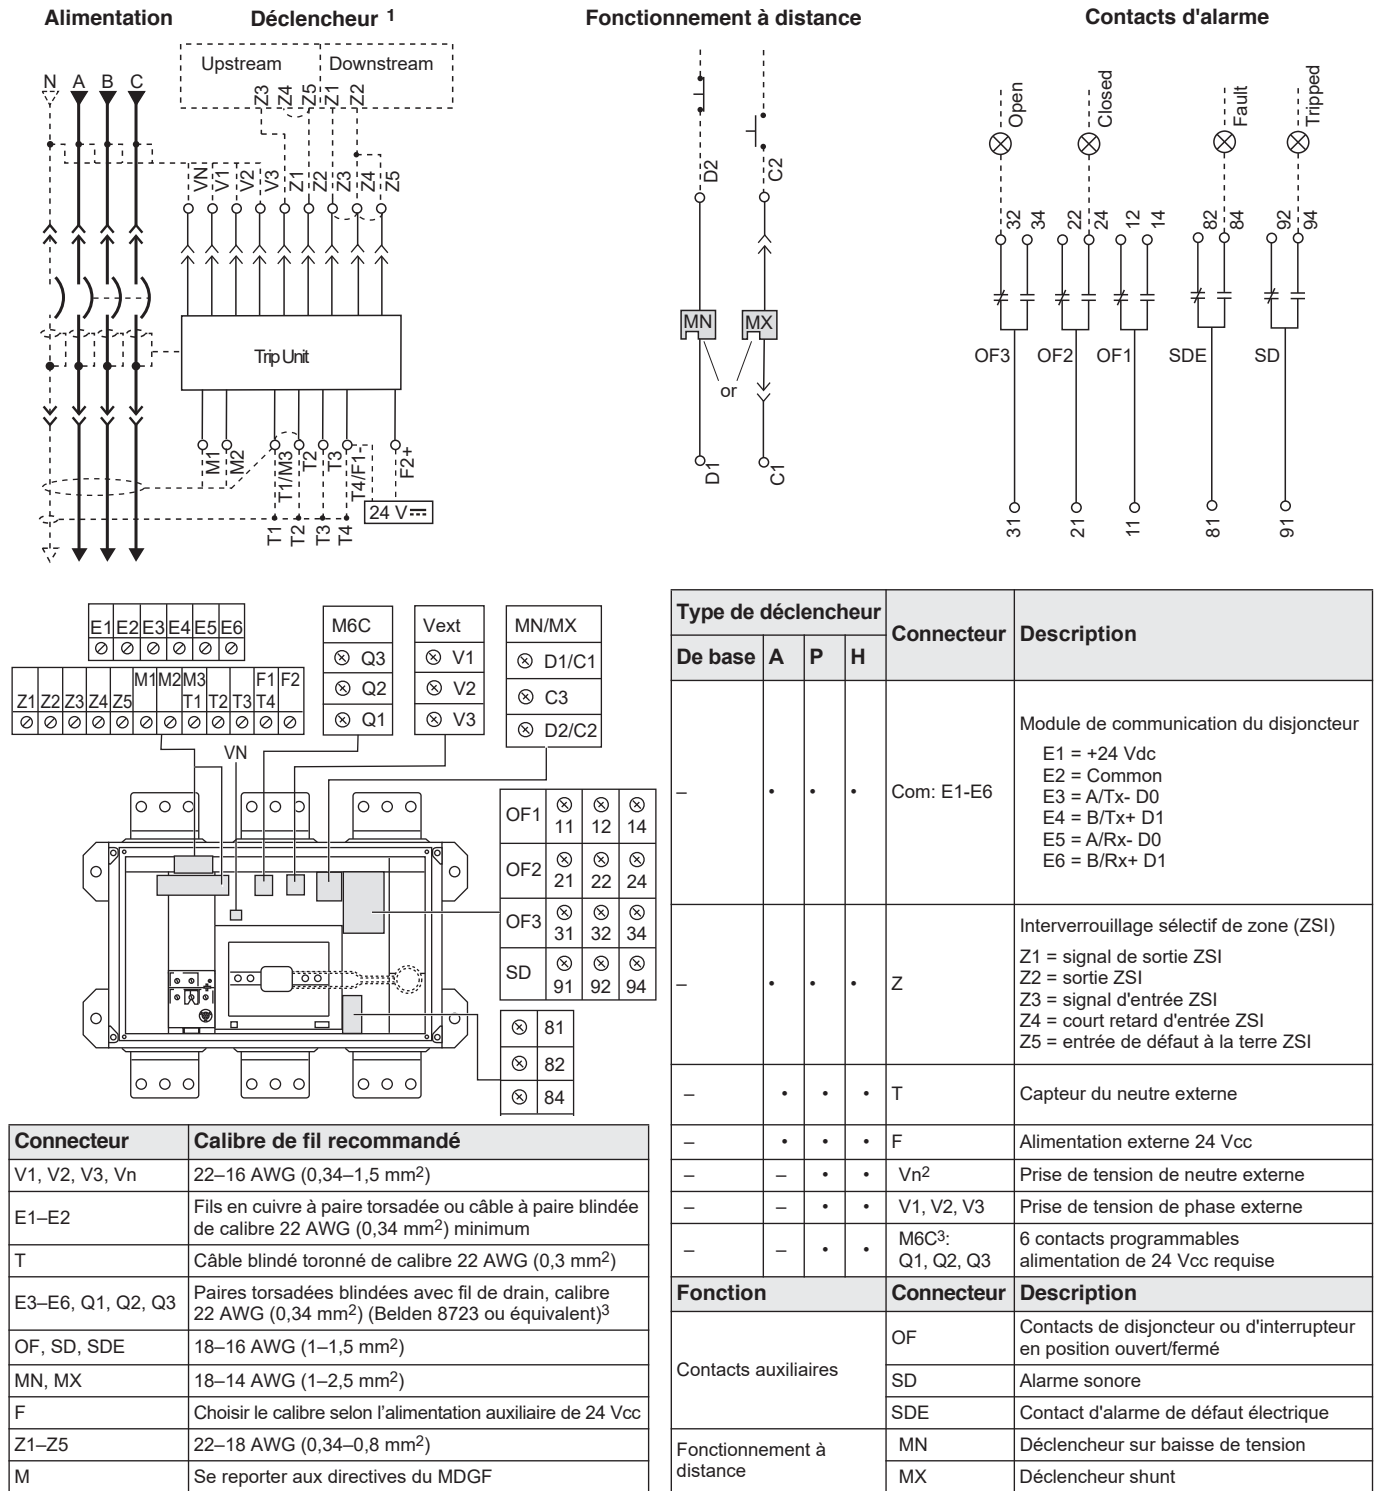 Alimentation
Déclencheur 1
Fonctionnement à distance
Contacts d'alarme
Upstream
Downstream
N A B C
Z3 Z4 Z5 Z1 Z2
VN V1 V2 V3 Z1 Z2 Z3 Z4 Z5
Trip Unit
M1 M2 T1/M3 T2 T3 T4/F1- F2+
24 V
T1 T2 T3 T4
D2 C2
MN MX
or
D1 C1
Open Closed Fault Tripped
32 34 22 24 12 14 82 84 92 94
OF3 OF2 OF1 SDE SD
31 21 11 81 91
E1 E2 E3 E4 E5 E6
Z1 Z2 Z3 Z4 Z5 M1 M2 M3 T1 T2 T3 F1 T4 F2
VN
M6C
Q3
Q2
Q1
Vext
V1
V2
V3
MN/MX
D1/C1
C3
D2/C2
OF1 11 12 14
OF2 21 22 24
OF3 31 32 34
SD 91 92 94
81
82
84
Connecteur Calibre de fil recommandé
V1, V2, V3, Vn 22–16 AWG (0,34–1,5 mm2)
E1–E2 Fils en cuivre à paire torsadée ou câble à paire blindée
de calibre 22 AWG (0,34 mm2) minimum
T Câble blindé toronné de calibre 22 AWG (0,3 mm2)
E3–E6, Q1, Q2, Q3 Paires torsadées blindées avec fil de drain, calibre
22 AWG (0,34 mm2) (Belden 8723 ou équivalent)3
OF, SD, SDE 18–16 AWG (1–1,5 mm2)
MN, MX 18–14 AWG (1–2,5 mm2)
F Choisir le calibre selon l'alimentation auxiliaire de 24 Vcc
Z1–Z5 22–18 AWG (0,34–0,8 mm2)
M Se reporter aux directives du MDGF
Type de déclencheur Connecteur Description
De base A P H
– • • • Com: E1-E6 Module de communication du disjoncteur
E1 = +24 Vdc
E2 = Common
E3 = A/Tx- D0
E4 = B/Tx+ D1
E5 = A/Rx- D0
E6 = B/Rx+ D1
– • • • Z Interverrouillage sélectif de zone (ZSI)
Z1 = signal de sortie ZSI
Z2 = sortie ZSI
Z3 = signal d'entrée ZSI
Z4 = court retard d'entrée ZSI
Z5 = entrée de défaut à la terre ZSI
– • • • T Capteur du neutre externe
– • • • F Alimentation externe 24 Vcc
– – • • Vn2 Prise de tension de neutre externe
– – • • V1, V2, V3 Prise de tension de phase externe
– – • • M6C3: Q1, Q2, Q3 6 contacts programmables
alimentation de 24 Vcc requise
Fonction Connecteur Description
Contacts auxiliaires
OF Contacts de disjoncteur ou d'interrupteur
en position ouvert/fermé
SD Alarme sonore
SDE Contact d'alarme de défaut électrique
Fonctionnement à
distance
MN Déclencheur sur baisse de tension
MX Déclencheur shunt